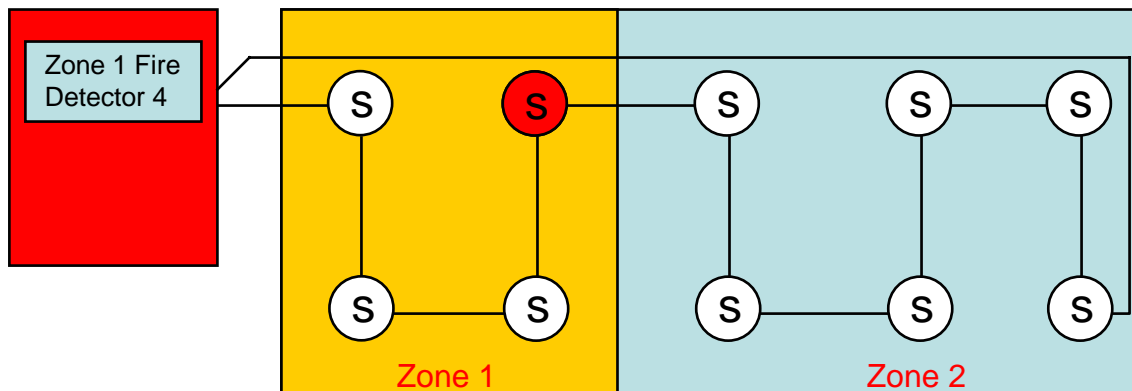 Zone 1 Fire
Detector 4
S S S S S
S S S S S
Zone 1 Zone 2